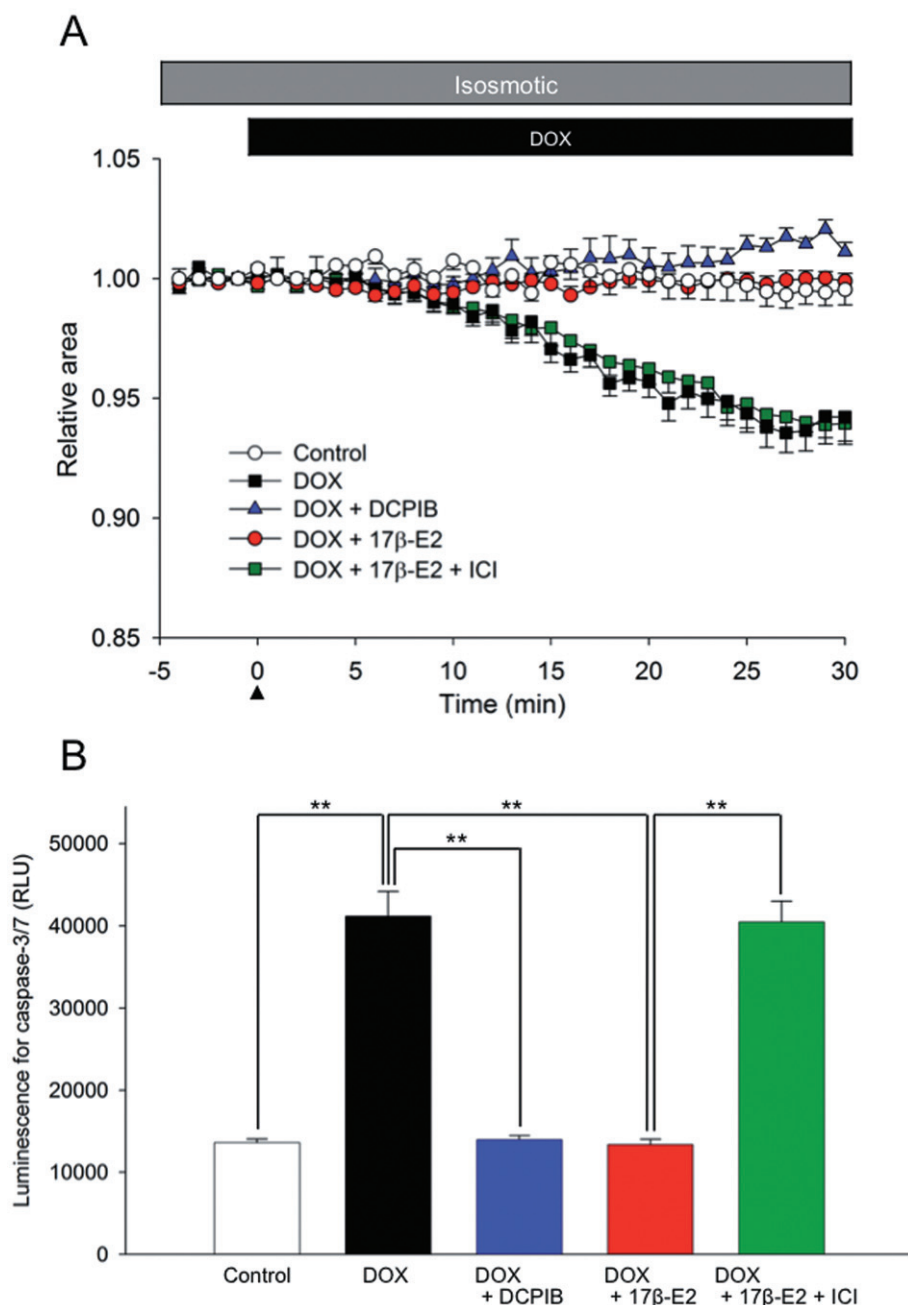 A
Isosmotic
DOX
1.05
1.00
0.95
0.90
0.85
Relative area
Control
DOX
DOX + DCPIB
DOX + 17β-E2
DOX + 17β-E2 + ICI
-5 0 5 10 15 20 25 30
Time (min)
B
** ** **
**
50000
40000
30000
20000
10000
0
Luminescence for caspase-3/7 (RLU)
Control DOX DOX DOX DOX
+ DCPIB + 17β-E2 + 17β-E2 + ICI